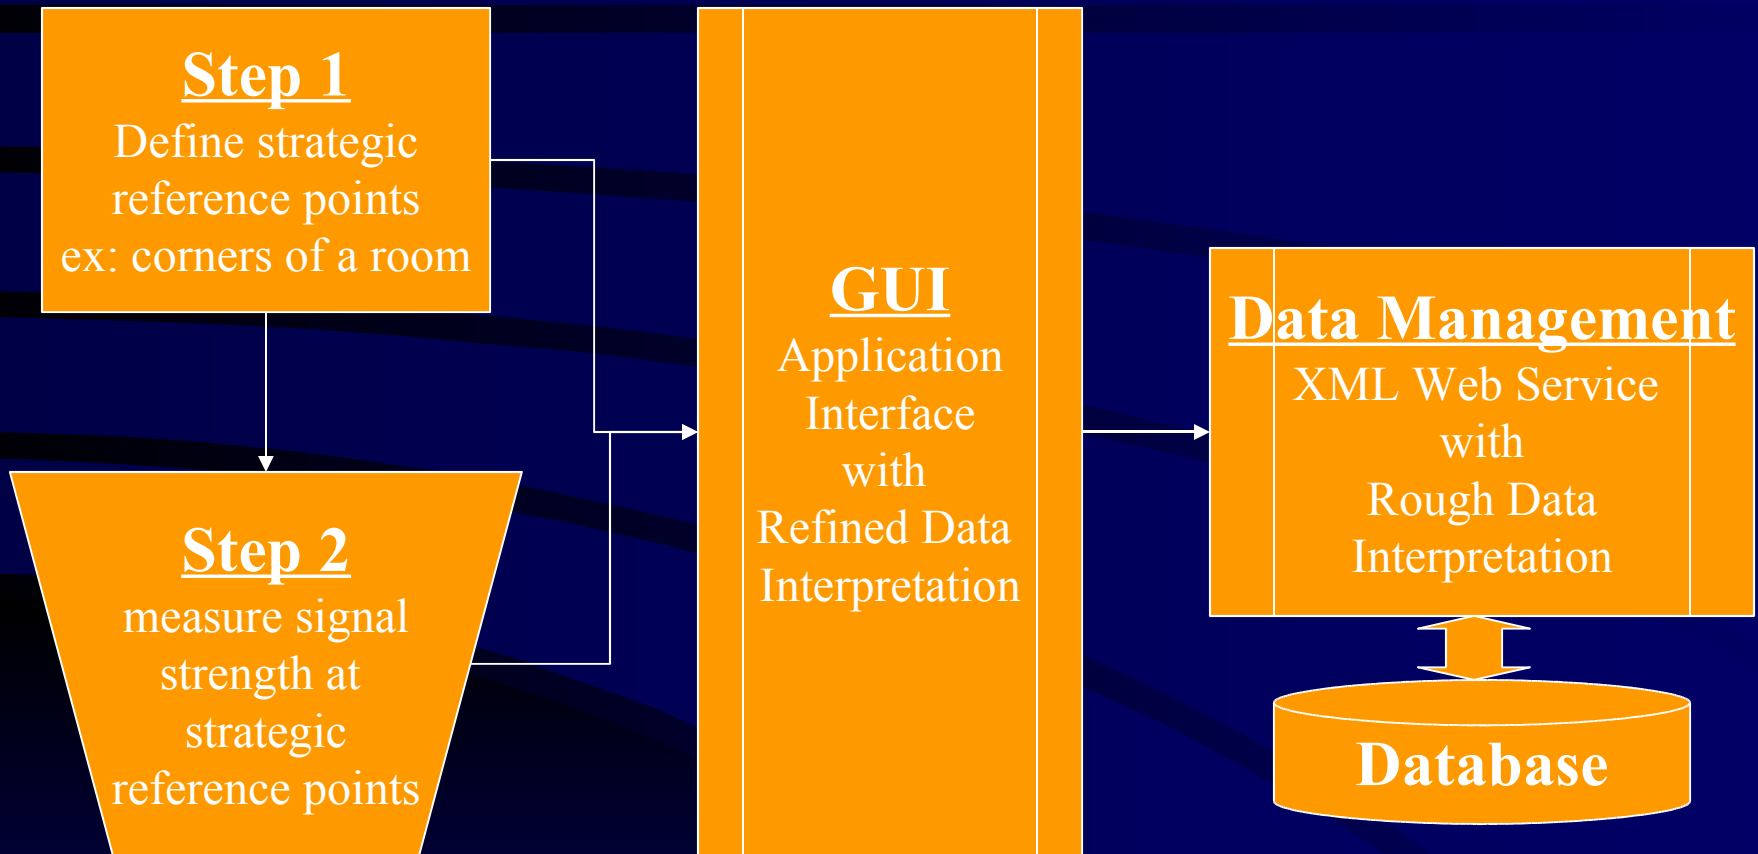 Step 1
Define strategic
reference points
ex: corners of a room
Step 2
measure signal
strength at
strategic
reference points
GUI
Application
Interface
with
Refined Data
Interpretation
Data Management
XML Web Service
with
Rough Data
Interpretation
Database